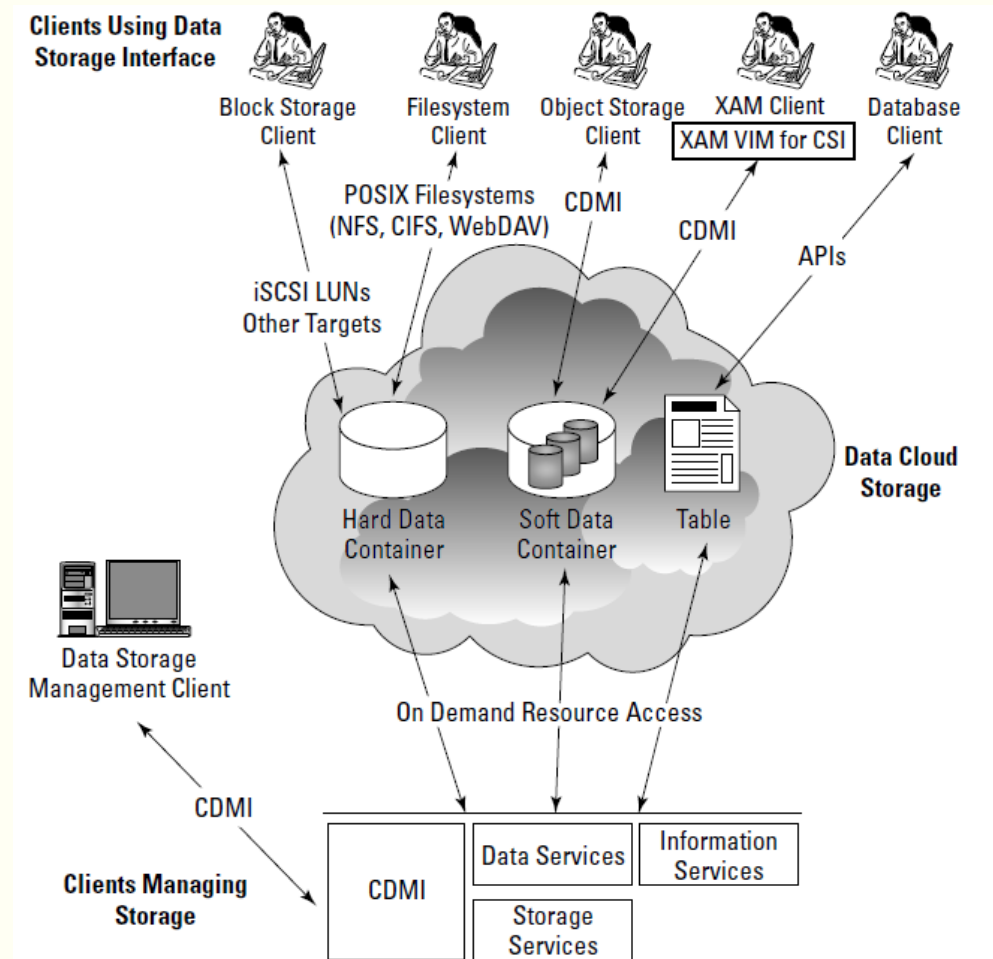 Clients Using Data
Storage Interface
Block Storage
Client
Filesystem
Client
Object Storage
Client
XAM Client
XAM VIM for CSI
Database
Client
POSIX Filesystems
(NFS, CIFS, WebDAV)
CDMI
CDMI
APIs
iSCSI LUNs
Other Targets
Hard Data
Container
Soft Data
Container
Table
Data Cloud
Storage
Data Storage
Management Client
On Demand Resource Access
CDMI
Clients Managing
Storage
CDMI
Data Services
Information
Services
Storage
Services